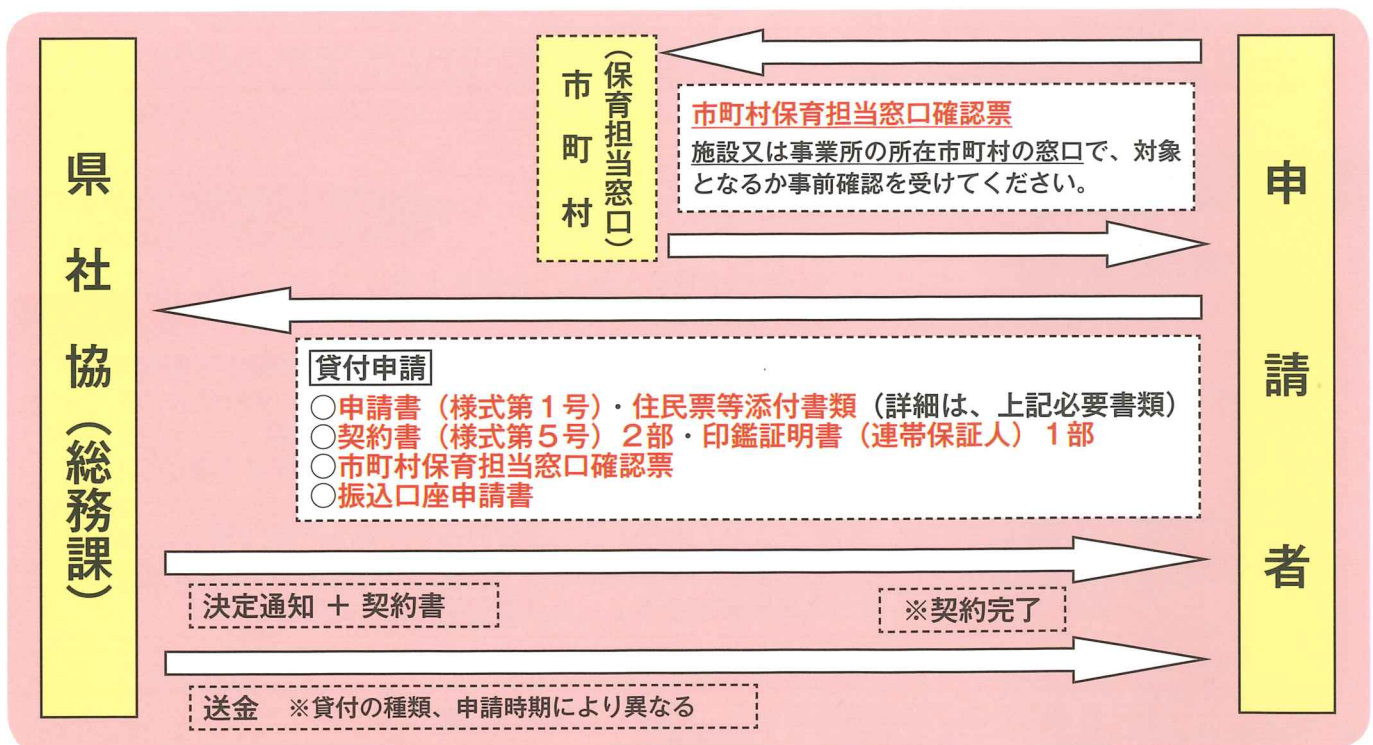 県社協（総務課）
市町村
（保育担当窓口）
市町村保育担当窓口確認票
施設又は事業所の所在市町村の窓口で、対象
となるか事前確認を受けてください。
申請者
貸付申請
○申請書（様式第１号）・住民票等添付書類（詳細は、上記必要書類）
○契約書（様式第５号）２部・印鑑証明書（連帯保証人）１部
○市町村保育担当窓口確認票
○振込口座申請書
決定通知 ＋ 契約書
※契約完了
送金 ※貸付の種類、申請時期により異なる